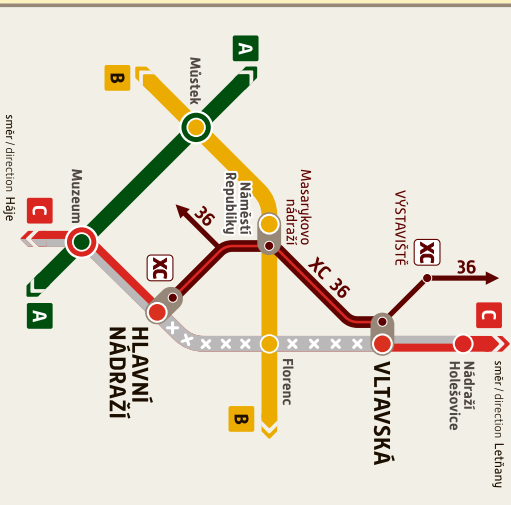 C
směr / direction Letňany
Nádraží
Holešovice
36
XC
VÝSTAVIŠTĚ
VLTAVSKÁ
XC 36
Masarykovo
nádraží
Florenc
A
B
Náměstí
Republiky
36
Můstek
XC
HLAVNÍ
NÁDRAŽÍ
B
Muzeum
C
A
směr / direction Háje